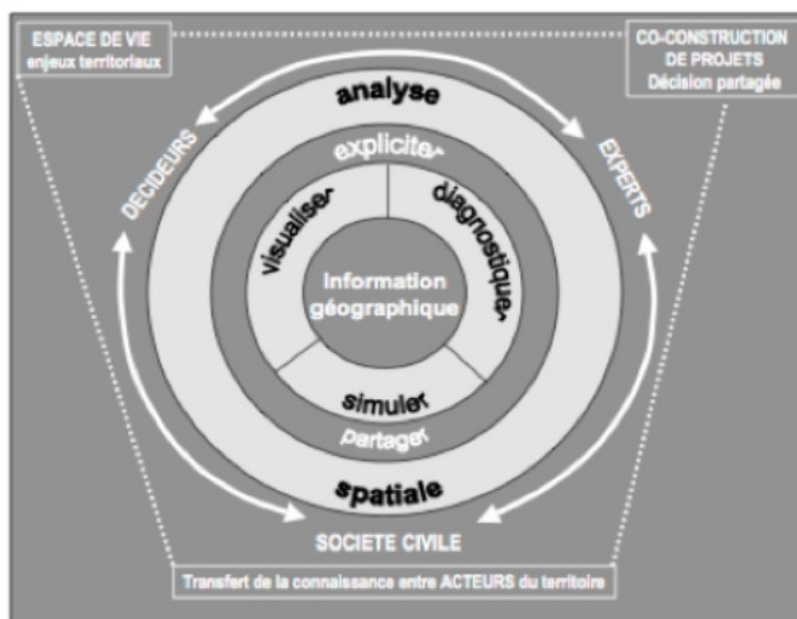 ESPACE DE VIE
enjeux territoriaux
CO-CONSTRUCTION
DE PROJETS
Décision partagée
analyse
expliciter
DECIDEURS
EXPERTS
visualiser
diagnostiquer
Information
géographique
simuler
partager
spatiale
SOCIETE CIVILE
Transfert de la connaissance entre ACTEURS du territoire